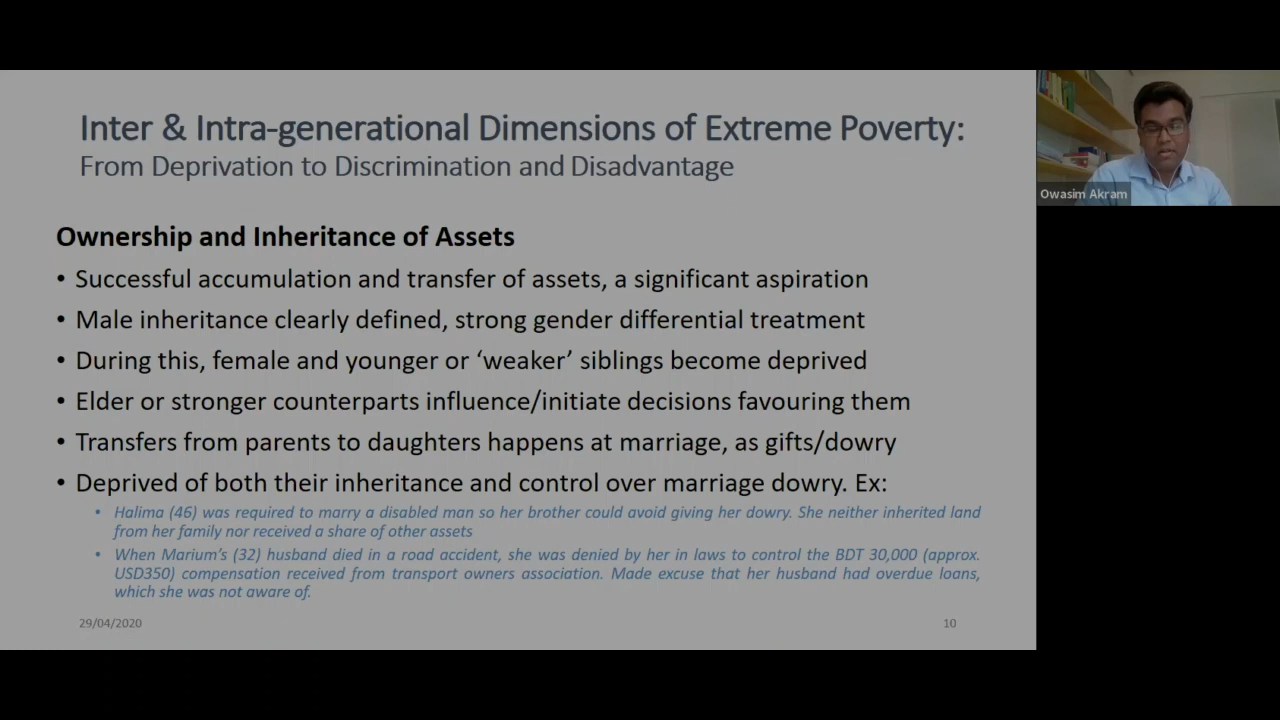 Inter & Intra-generational Dimensions of Extreme Poverty:
From Deprivation to Discrimination and Disadvantage
Owasim Akram
Ownership and Inheritance of Assets
• Successful accumulation and transfer of assets, a significant aspiration
• Male inheritance clearly defined, strong gender differential treatment
• During this, female and younger or ‘weaker’ siblings become deprived
• Elder or stronger counterparts influence/initiate decisions favouring them
• Transfers from parents to daughters happens at marriage, as gifts/dowry
• Deprived of both their inheritance and control over marriage dowry. Ex:
• Halima (46) was required to marry a disabled man so her brother could avoid giving her dowry. She neither inherited land
from her family nor received a share of other assets
• When Marium’s (32) husband died in a road accident, she was denied by her in laws to control the BDT 30,000 (approx.
USD350) compensation received from transport owners association. Made excuse that her husband had overdue loans,
which she was not aware of.
29/04/2020
10